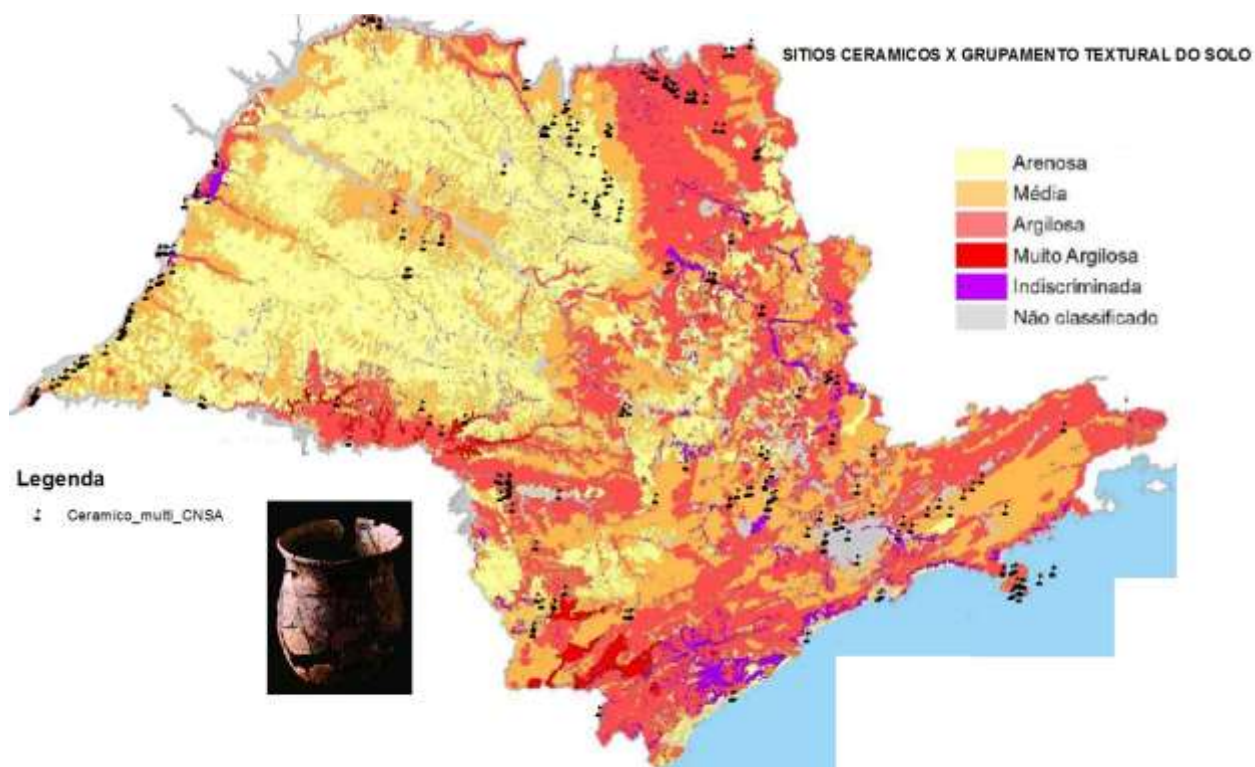 SITIOS CERAMICOS X GRUPAMENTO TEXTURAL DO SOLO
Arenosa
Média
Argilosa
Muito Argilosa
Indiscriminada
Não classificado
Legenda
Ceramico_multi_CNSA